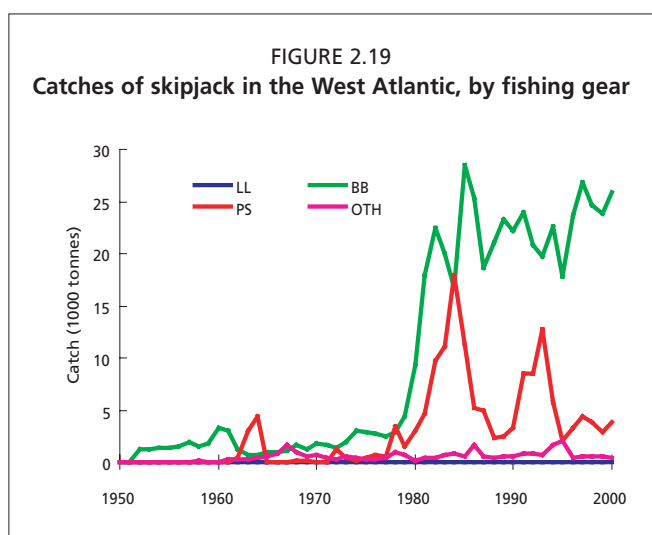 FIGURE 2.19
Catches of skipjack in the West Atlantic, by fishing gear
Catch (1000 tonnes)
30
25
20
15
10
5
0
LL BB
PS OTH
1950 1960 1970 1980 1990 2000